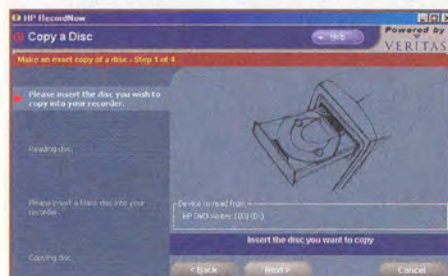 HP RecordNow
Copy a Disc
Help
Powered by
VERITAS
Make an exact copy of a disc - Step 1 of 4
Please insert the disc you wish to
copy into your recorder.
Reading disc.
Please insert a blank disc into your
recorder.
Copying disc.
Device to read from
HP DVD Writer
Insert the disc you want to copy
< Back
Next >
Cancel